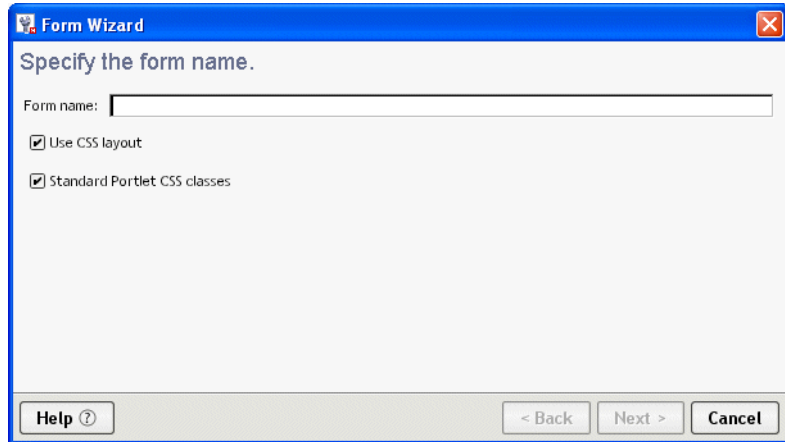 Form Wizard
Specify the form name.
Form name:
Use CSS layout
Standard Portlet CSS classes
Help ? < Back Next > Cancel